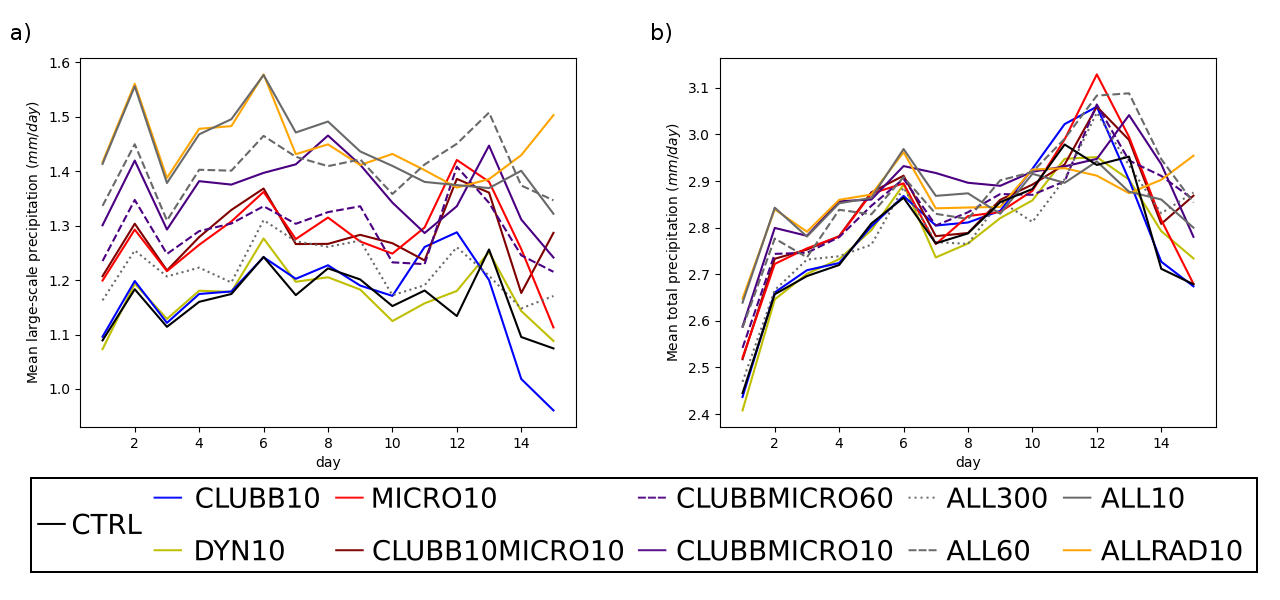 a)
Mean large-scale precipitation (mm/day)
1.6
1.5
1.4
1.3
1.2
1.1
1.0
2 4 6 8 10 12 14
day
b)
Mean total precipitation (mm/day)
3.1
3.0
2.9
2.8
2.7
2.6
2.5
2.4
2 4 6 8 10 12 14
day
CTRL
CLUBB10
DYN10
MICRO10
CLUBB10MICRO10
CLUBBMICRO60
CLUBBMICRO10
ALL300
ALL60
ALL10
ALLRAD10